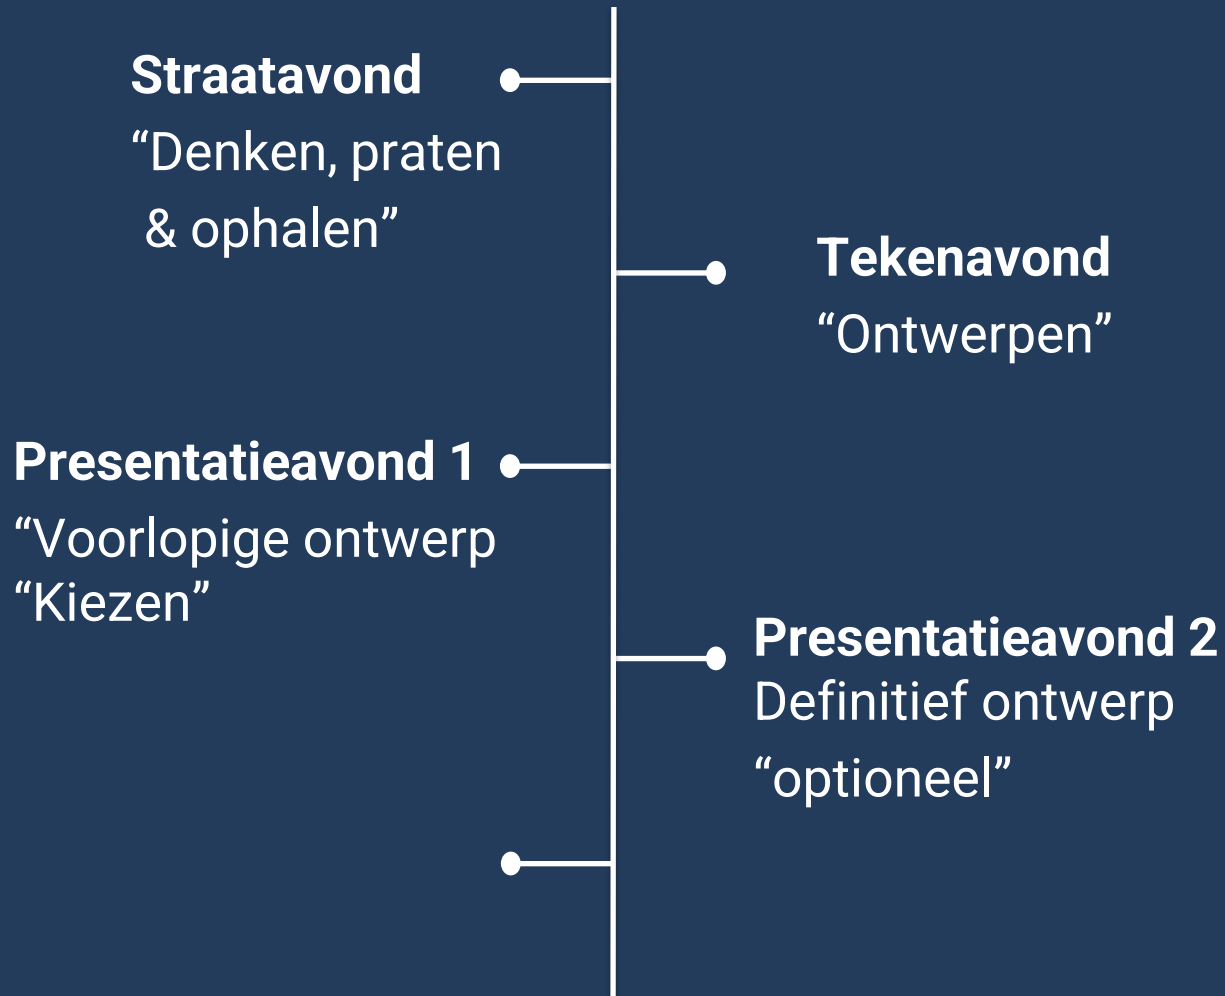 Straatavond
“Denken, praten
& ophalen”
Tekenavond
“Ontwerpen”
Presentatieavond 1
“Voorlopige ontwerp
“Kiezen”
Presentatieavond 2
Definitief ontwerp
“optioneel”